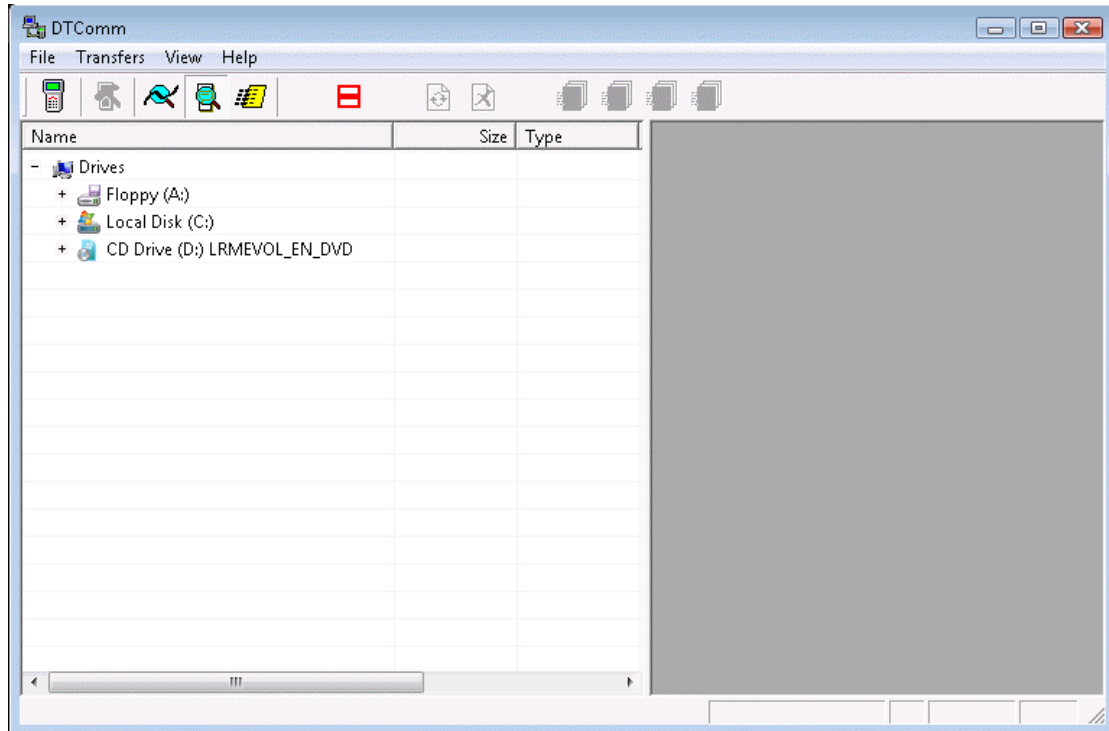 DTComm
File Transfers View Help
Name Size Type
Drives
Floppy (A:)
Local Disk (C:)
CD Drive (D:) LRMEVOL_EN_DVD